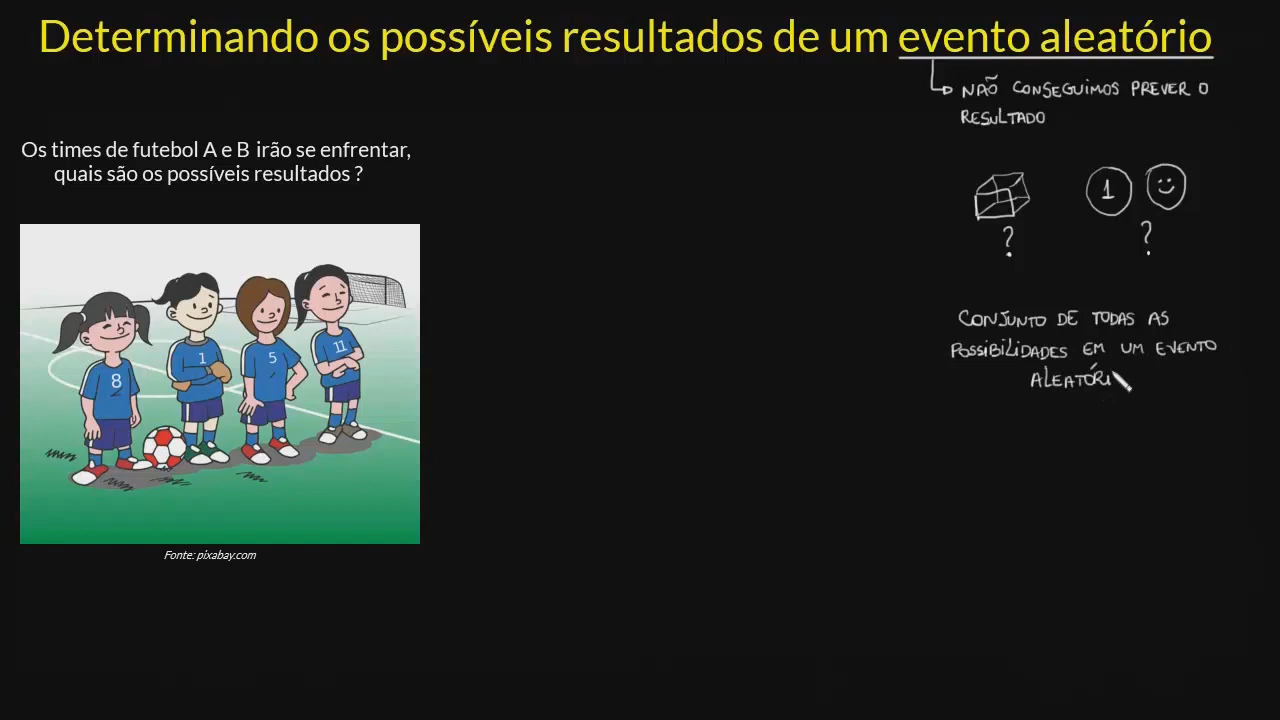 Determinando os possíveis resultados de um evento aleatório
NÃO CONSEGUIMOS PREVER O
RESULTADO
Os times de futebol A e B irão se enfrentar,
quais são os possíveis resultados ?
1
?
?
8
1
5
11
CONJUNTO DE TODAS AS
POSSIBILIDADES EM UM EVENTO
ALEATÓRI
Fonte: pixabay.com